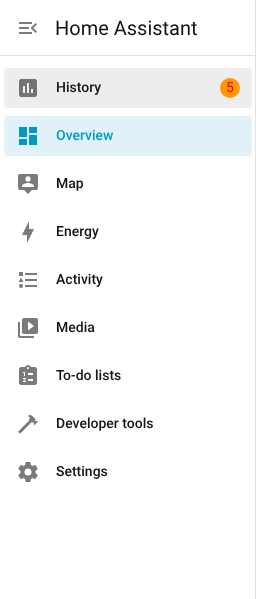 Home Assistant
History 5
Overview
Map
Energy
Activity
Media
To-do lists
Developer tools
Settings